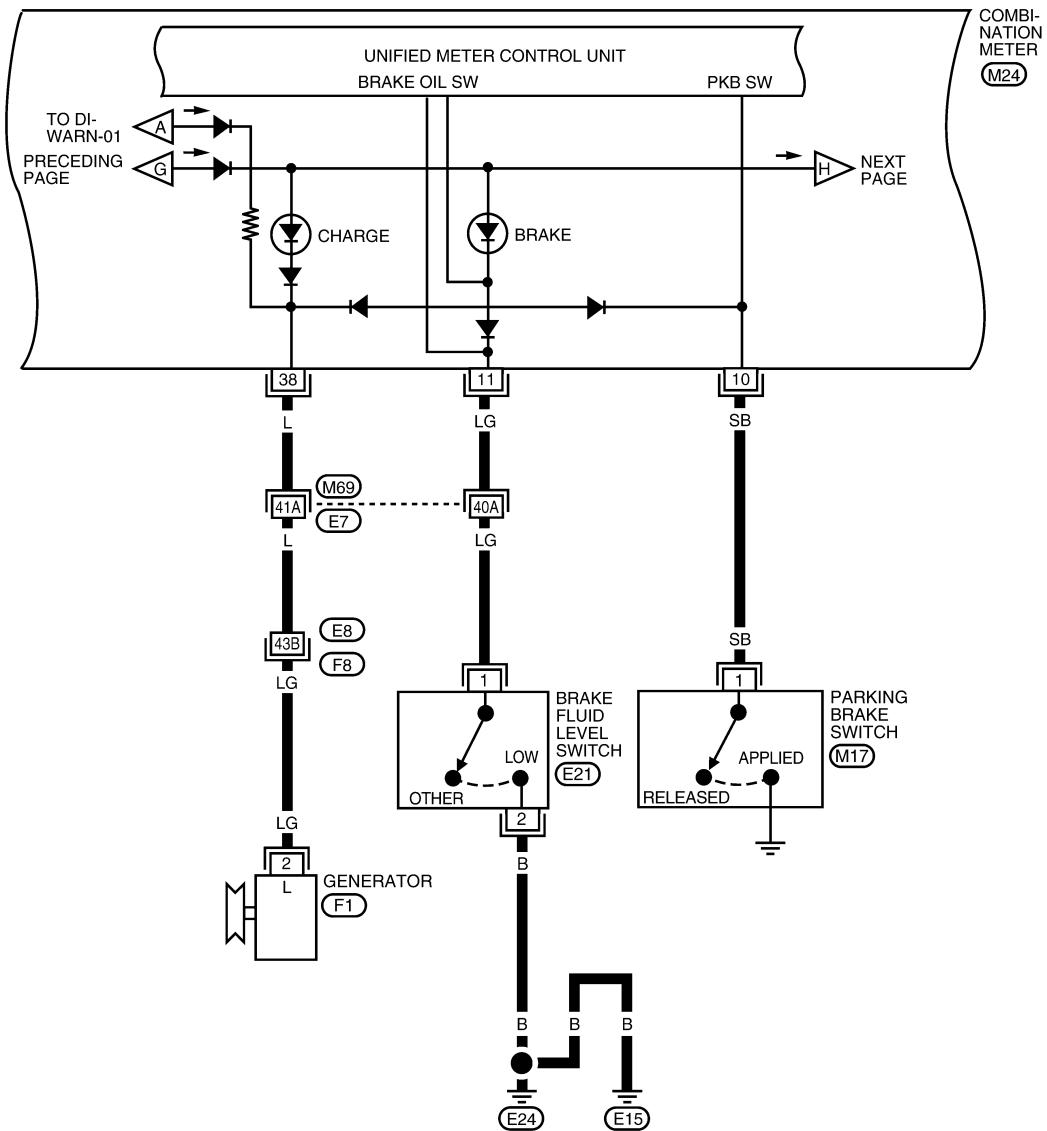 COMBI-
NATION
METER
M24
UNIFIED METER CONTROL UNIT
BRAKE OIL SW
PKB SW
TO DI-
WARN-01
A
PRECEDING
PAGE
G
H
NEXT
PAGE
CHARGE
BRAKE
38
11
10
L
LG
SB
M69
41A
40A
E7
L
LG
E8
43B
F8
SB
LG
1
1
BRAKE
FLUID
LEVEL
SWITCH
E21
LOW
OTHER
PARKING
BRAKE
SWITCH
M17
APPLIED
RELEASED
LG
2
2
B
L
GENERATOR
F1
B
B
B
E24
E15